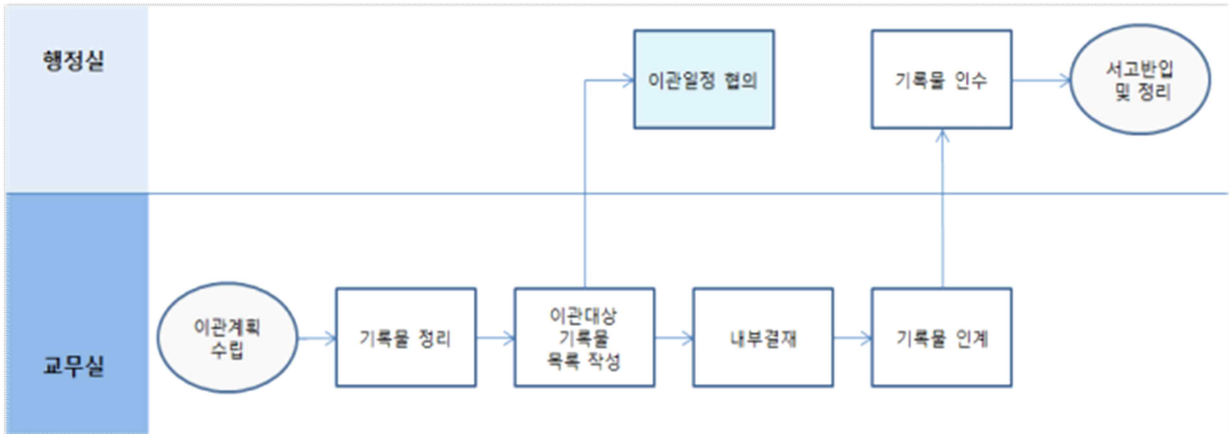 행정실
이관일정 협의
기록물 인수
서고반입
및 정리
교무실
이관계획
수립
기록물 정리
이관대상
기록물
목록 작성
내부결재
기록물 인계